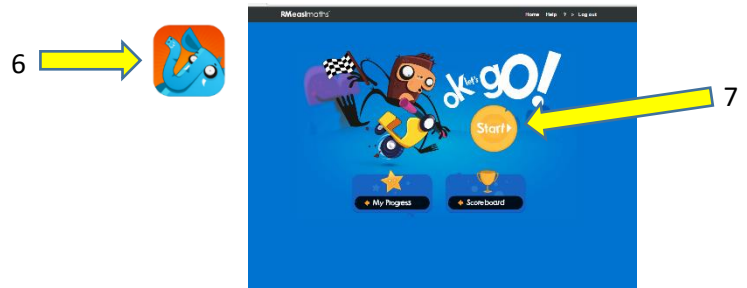 RMeasimaths
Home Help ? > Log out
6
ok let's go!
7
Start
My Progress
Scoreboard